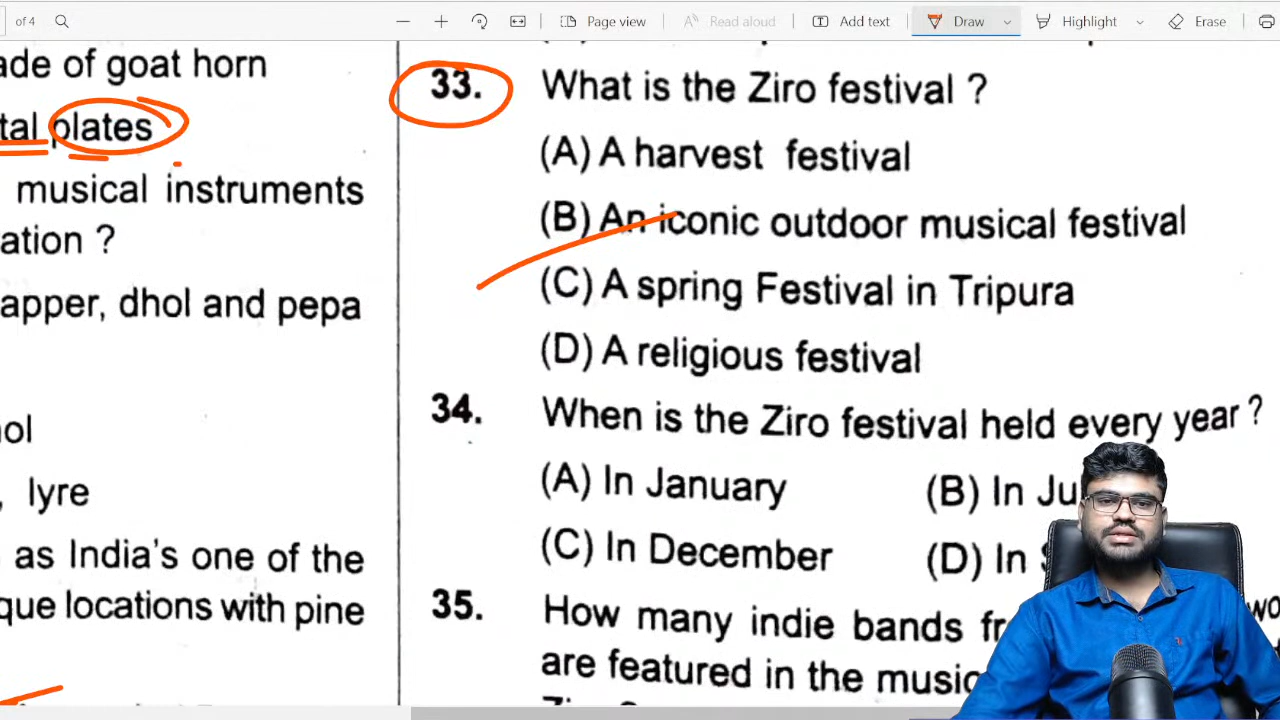 of 4
Page view
Read aloud
Add text
Draw
Highlight
Erase
ade of goat horn
tal plates
musical instruments
ation ?
apper, dhol and pepa
lyre
as India's one of the
que locations with pine
33. What is the Ziro festival ?
(A) A harvest festival
(B) An iconic outdoor musical festival
(C) A spring Festival in Tripura
(D) A religious festival
34. When is the Ziro festival held every year ?
(A) In January (B) In Ju
(C) In December (D) In S
35. How many indie bands fr
are featured in the music